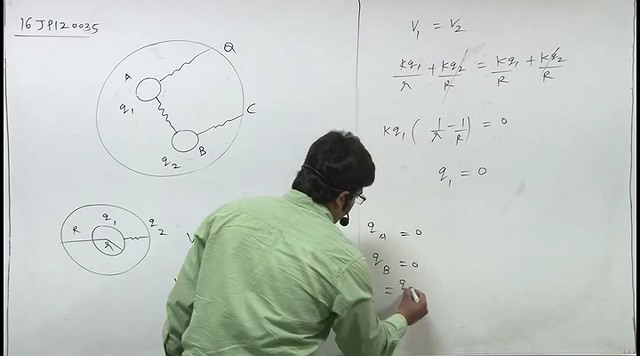 16JP120035
A
Q
q1
C
B
q2
q1
R
q2
r
V
V1 = V2
Kq1/r + Kq2/R = Kq1/R + Kq2/R
Kq1 ( 1/r - 1/R ) = 0
q1 = 0
qA = 0
qB = 0
= q